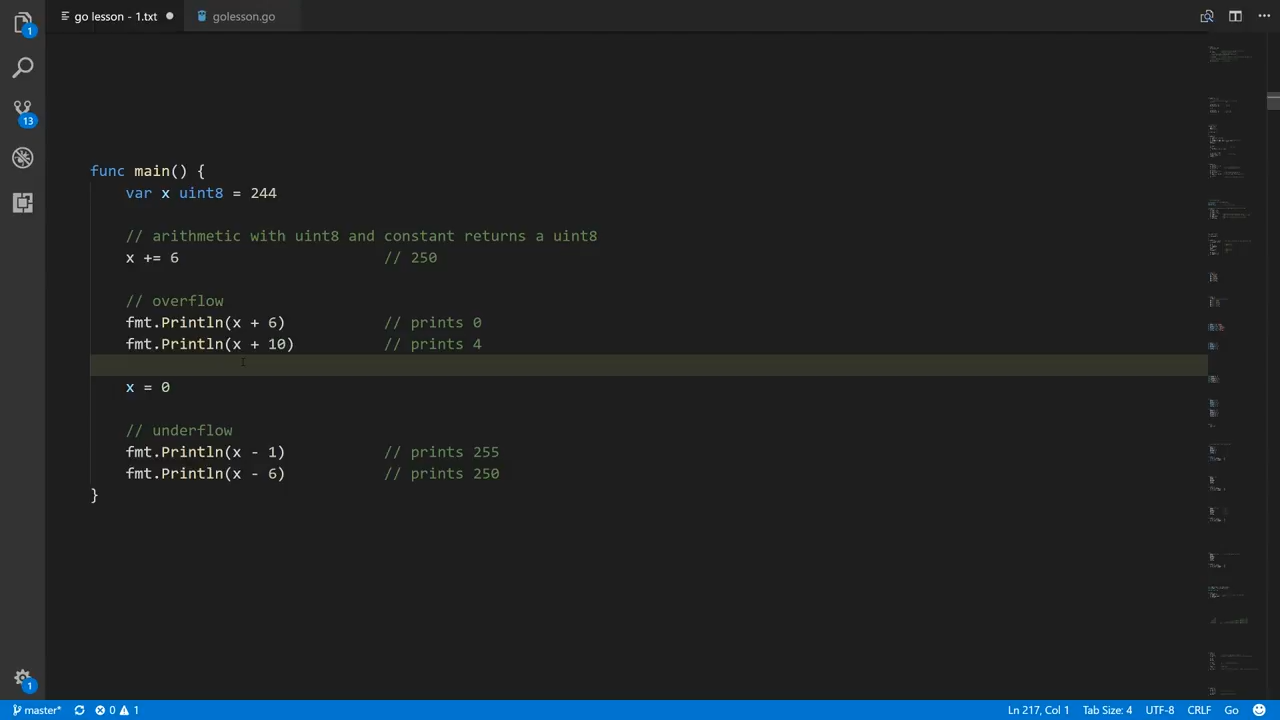 go lesson - 1.txt
golesson.go
1
13
func main() {
var x uint8 = 244
// arithmetic with uint8 and constant returns a uint8
x += 6 // 250
// overflow
fmt.Println(x + 6) // prints 0
fmt.Println(x + 10) // prints 4
x = 0
// underflow
fmt.Println(x - 1) // prints 255
fmt.Println(x - 6) // prints 250
}
1
master* 0 1 Ln 217, Col 1 Tab Size: 4 UTF-8 CRLF Go